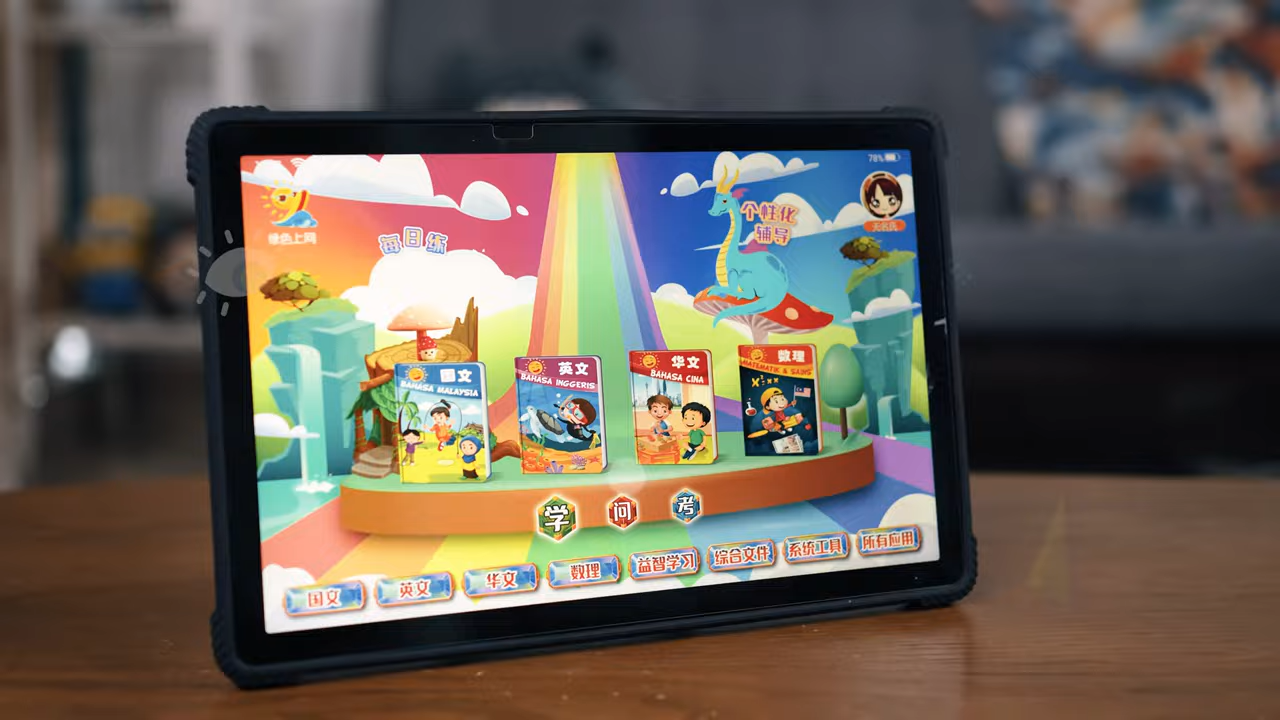 78%
绿色上网
每日练
个性化
辅导
无名氏
国文
BAHASA MALAYSIA
英文
BAHASA INGGERIS
华文
BAHASA CINA
数理
MATEMATIK & SAINS
学
问
考
国文
英文
华文
数理
益智学习
综合文件
系统工具
所有应用